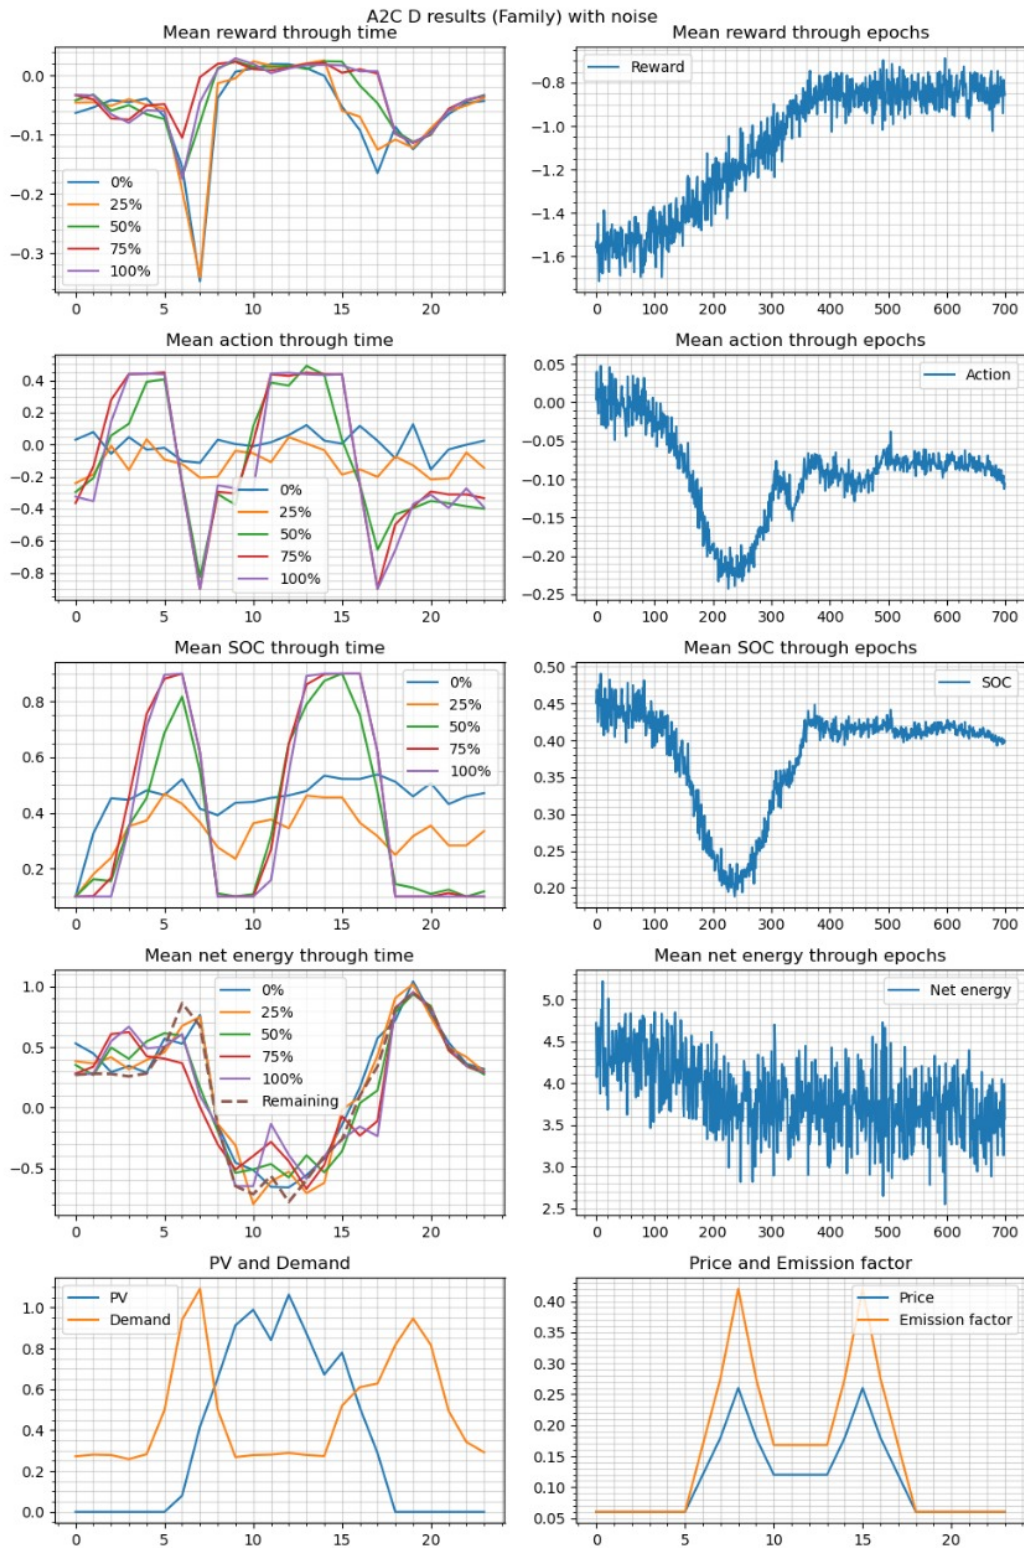 A2C D results (Family) with noise
Mean reward through time
0.0
−0.1
−0.2
−0.3
0%
25%
50%
75%
100%
0 5 10 15 20
Mean reward through epochs
−0.8
−1.0
−1.2
−1.4
−1.6
Reward
0 100 200 300 400 500 600 700
Mean action through time
0.4
0.2
0.0
−0.2
−0.4
−0.6
−0.8
0%
25%
50%
75%
100%
0 5 10 15 20
Mean action through epochs
0.05
0.00
−0.05
−0.10
−0.15
−0.20
−0.25
Action
0 100 200 300 400 500 600 700
Mean SOC through time
0.8
0.6
0.4
0.2
0%
25%
50%
75%
100%
0 5 10 15 20
Mean SOC through epochs
0.50
0.45
0.40
0.35
0.30
0.25
0.20
SOC
0 100 200 300 400 500 600 700
Mean net energy through time
1.0
0.5
0.0
−0.5
0%
25%
50%
75%
100%
Remaining
0 5 10 15 20
Mean net energy through epochs
5.0
4.5
4.0
3.5
3.0
2.5
Net energy
0 100 200 300 400 500 600 700
PV and Demand
1.0
0.8
0.6
0.4
0.2
0.0
PV
Demand
0 5 10 15 20
Price and Emission factor
0.40
0.35
0.30
0.25
0.20
0.15
0.10
0.05
Price
Emission factor
0 5 10 15 20